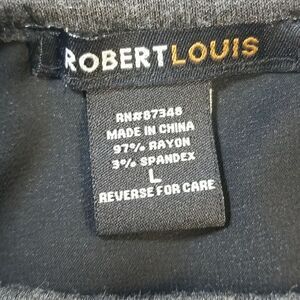 ROBERTLOUIS
RN#87348
MADE IN CHINA
97% RAYON
3% SPANDEX
L
REVERSE FOR CARE